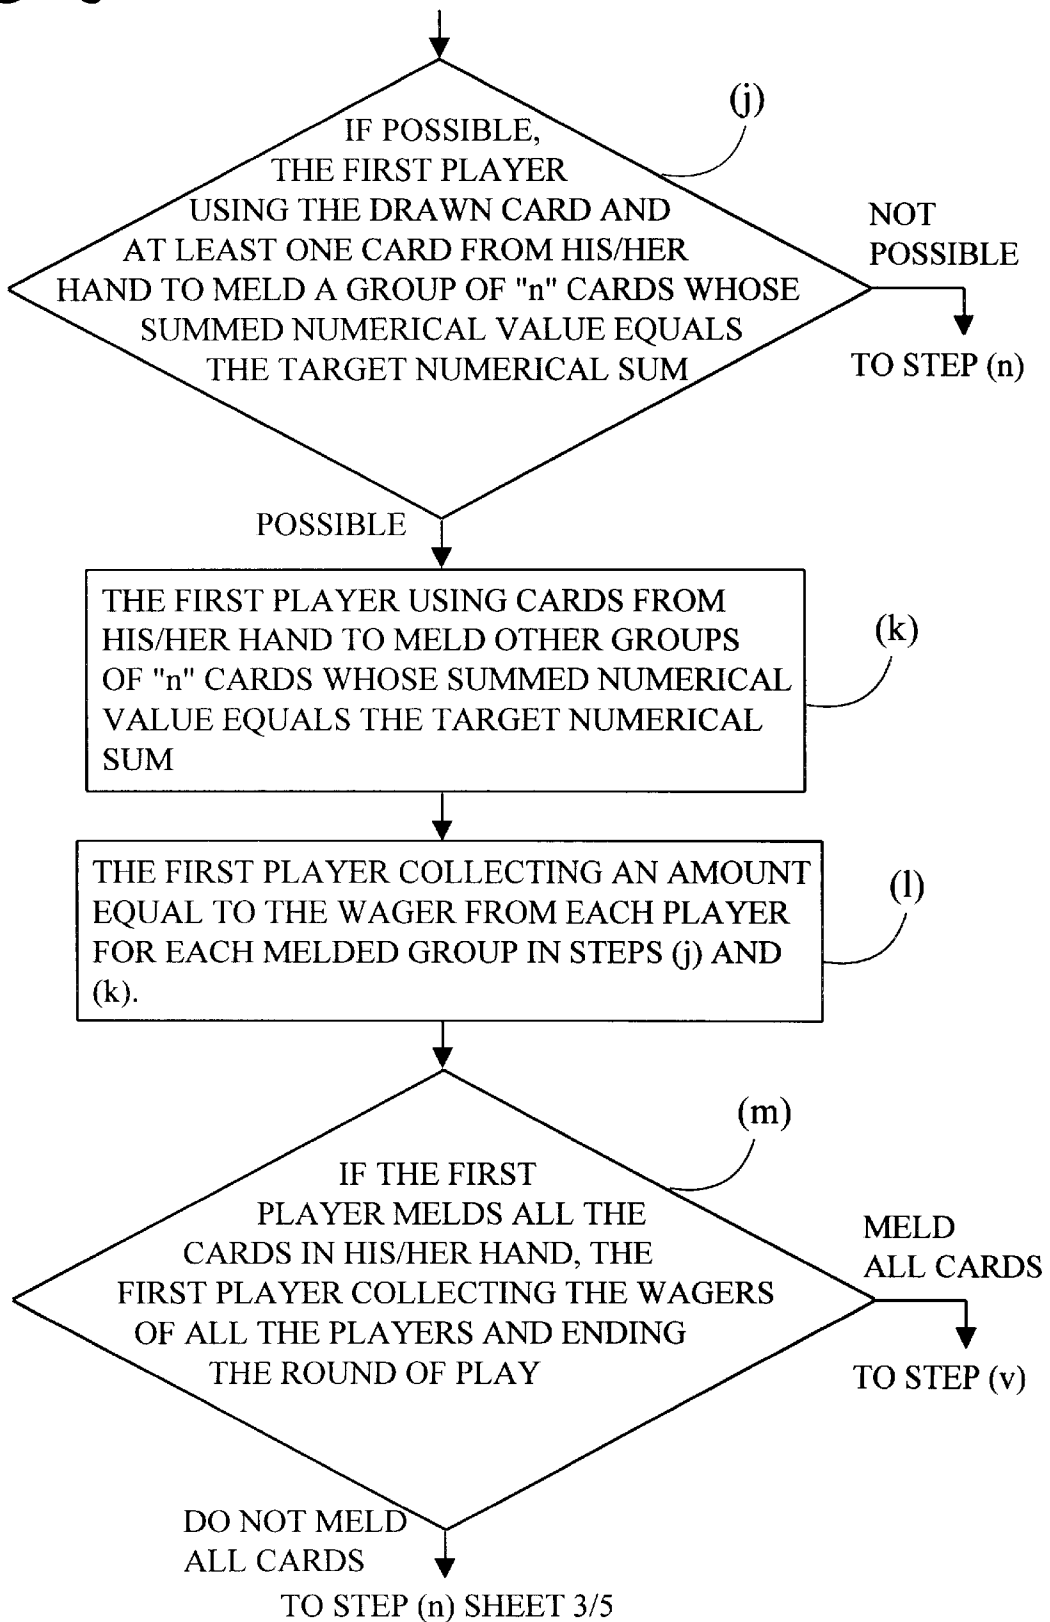 (j)
IF POSSIBLE,
THE FIRST PLAYER
USING THE DRAWN CARD AND
AT LEAST ONE CARD FROM HIS/HER
HAND TO MELD A GROUP OF "n" CARDS WHOSE
SUMMED NUMERICAL VALUE EQUALS
THE TARGET NUMERICAL SUM
NOT
POSSIBLE
TO STEP (n)
POSSIBLE
THE FIRST PLAYER USING CARDS FROM
HIS/HER HAND TO MELD OTHER GROUPS
OF "n" CARDS WHOSE SUMMED NUMERICAL
VALUE EQUALS THE TARGET NUMERICAL
SUM
(k)
THE FIRST PLAYER COLLECTING AN AMOUNT
EQUAL TO THE WAGER FROM EACH PLAYER
FOR EACH MELDED GROUP IN STEPS (j) AND
(k).
(l)
(m)
IF THE FIRST
PLAYER MELDS ALL THE
CARDS IN HIS/HER HAND, THE
FIRST PLAYER COLLECTING THE WAGERS
OF ALL THE PLAYERS AND ENDING
THE ROUND OF PLAY
MELD
ALL CARDS
TO STEP (v)
DO NOT MELD
ALL CARDS
TO STEP (n) SHEET 3/5